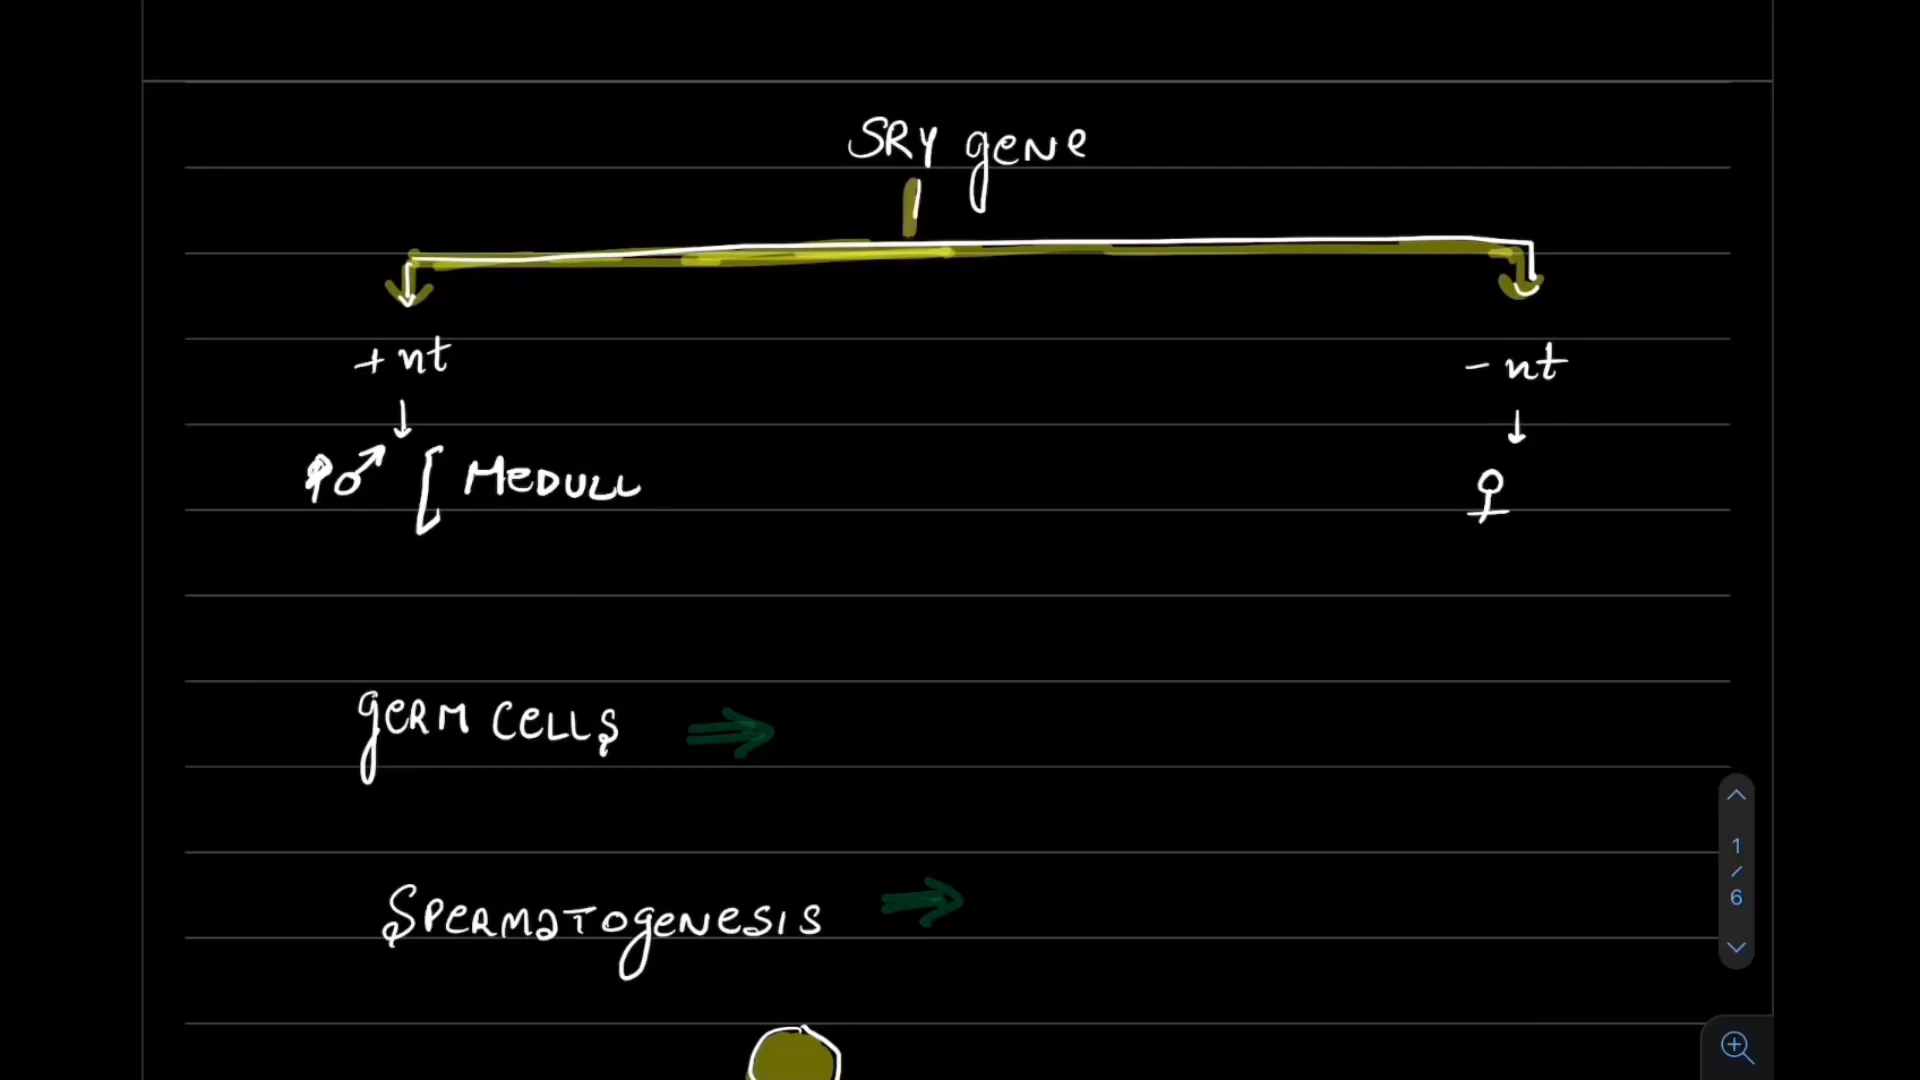 SRY gene
+nt
-nt
♂ [ MEDULL
♀
GERM CELLS
SPERMATOGENESIS
1
/
6